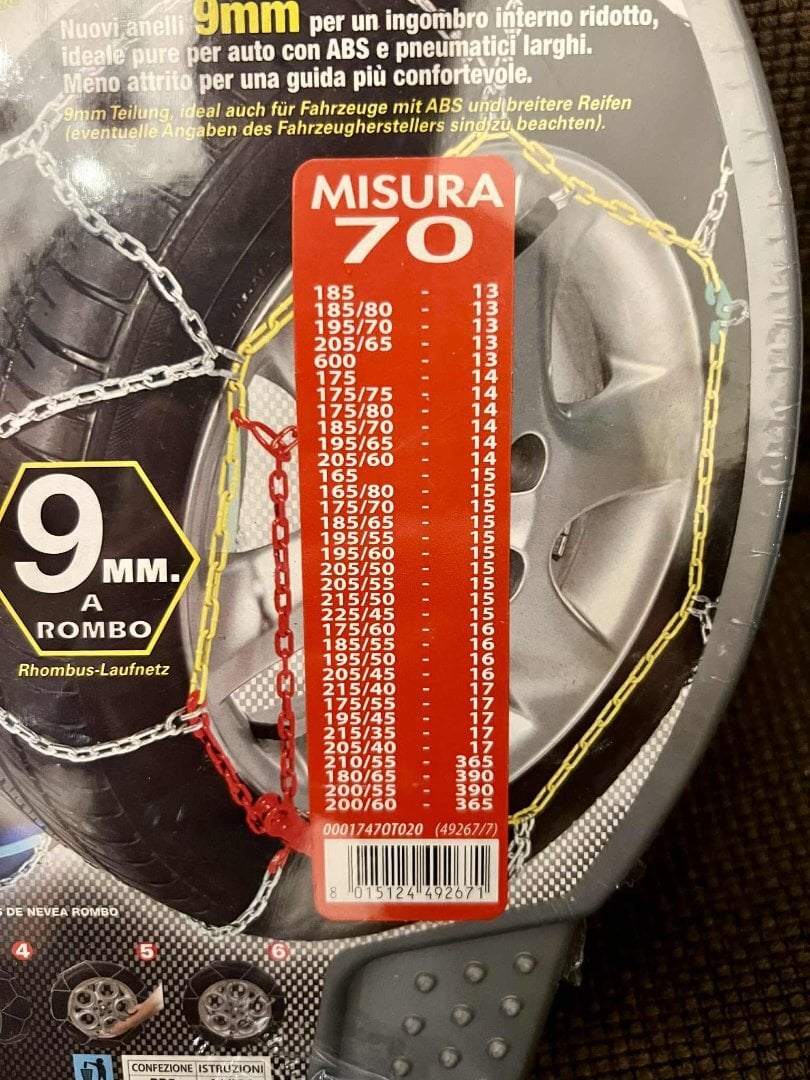 Nuovi anelli 9mm per un ingombro interno ridotto,
ideale pure per auto con ABS e pneumatici larghi.
Meno attrito per una guida più confortevole.
9mm Teilung, ideal auch für Fahrzeuge mit ABS und breitere Reifen
(eventuelle Angaben des Fahrzeugherstellers sind zu beachten).
MISURA
70
185 - 13
185/80 - 13
195/70 - 13
205/65 - 13
600 - 13
175 - 14
175/75 - 14
175/80 - 14
185/70 - 14
195/65 - 14
205/60 - 14
165 - 15
165/80 - 15
175/70 - 15
185/65 - 15
195/55 - 15
195/60 - 15
205/50 - 15
205/55 - 15
215/50 - 15
225/45 - 15
175/60 - 16
185/55 - 16
195/50 - 16
205/45 - 16
215/40 - 17
175/55 - 17
195/45 - 17
215/35 - 17
205/40 - 17
210/55 - 365
180/65 - 390
200/55 - 390
200/60 - 365
00017470T020 (49267/7)
8 015124 492671
9 MM.
A
ROMBO
Rhombus-Laufnetz
DE NEVEA ROMBO
4 5 6
CONFEZIONE ISTRUZIONI